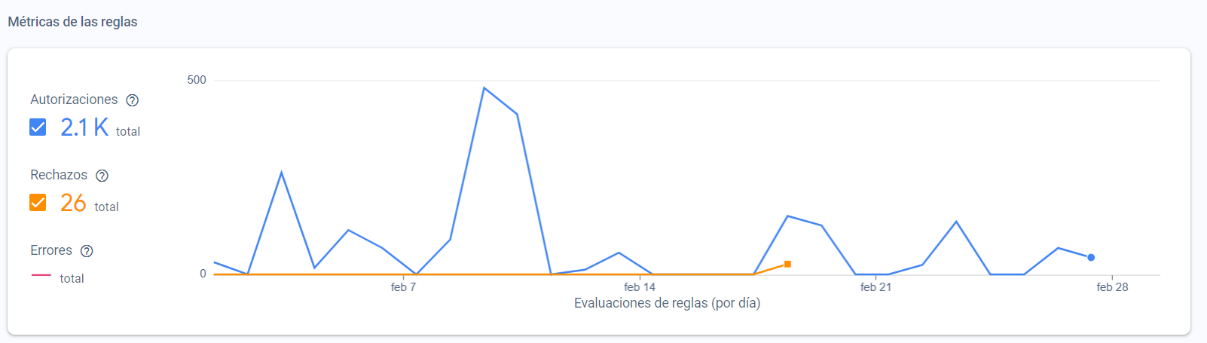 Métricas de las reglas
Autorizaciones ?
2.1 K total
Rechazos ?
26 total
Errores ?
— total
500
0
feb 7
feb 14
feb 21
feb 28
Evaluaciones de reglas (por día)